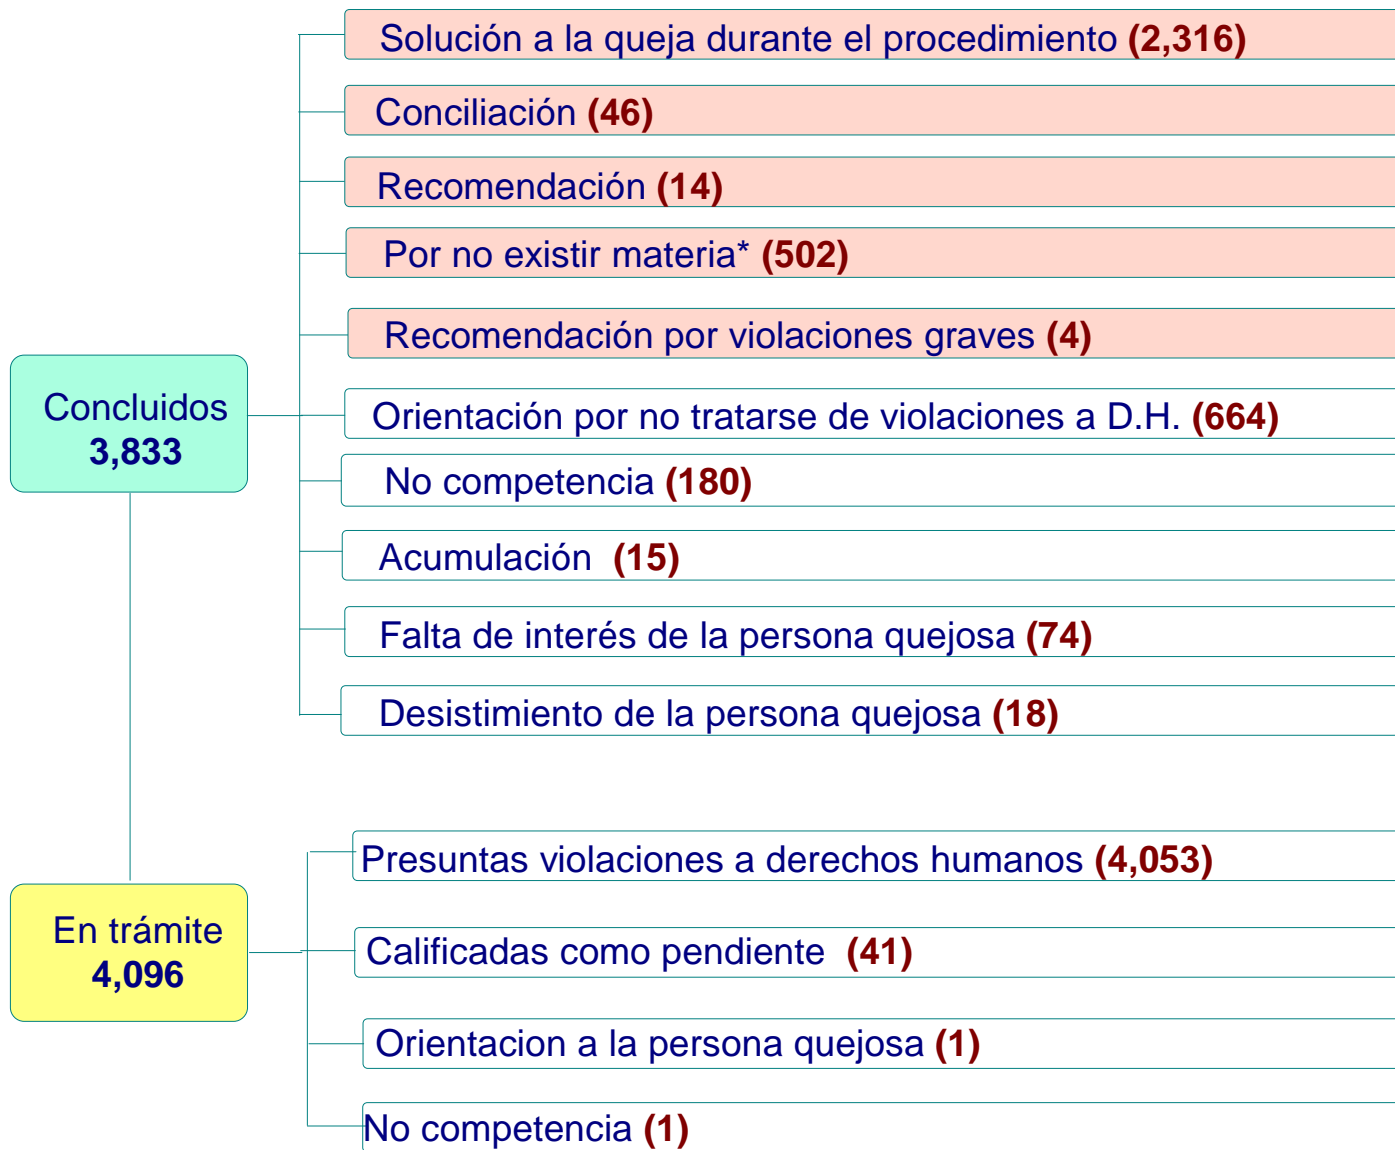 Solución a la queja durante el procedimiento (2,316)
Conciliación (46)
Recomendación (14)
Por no existir materia* (502)
Recomendación por violaciones graves (4)
Concluidos
3,833
Orientación por no tratarse de violaciones a D.H. (664)
No competencia (180)
Acumulación (15)
Falta de interés de la persona quejosa (74)
Desistimiento de la persona quejosa (18)
Presuntas violaciones a derechos humanos (4,053)
En trámite
4,096
Calificadas como pendiente (41)
Orientacion a la persona quejosa (1)
No competencia (1)